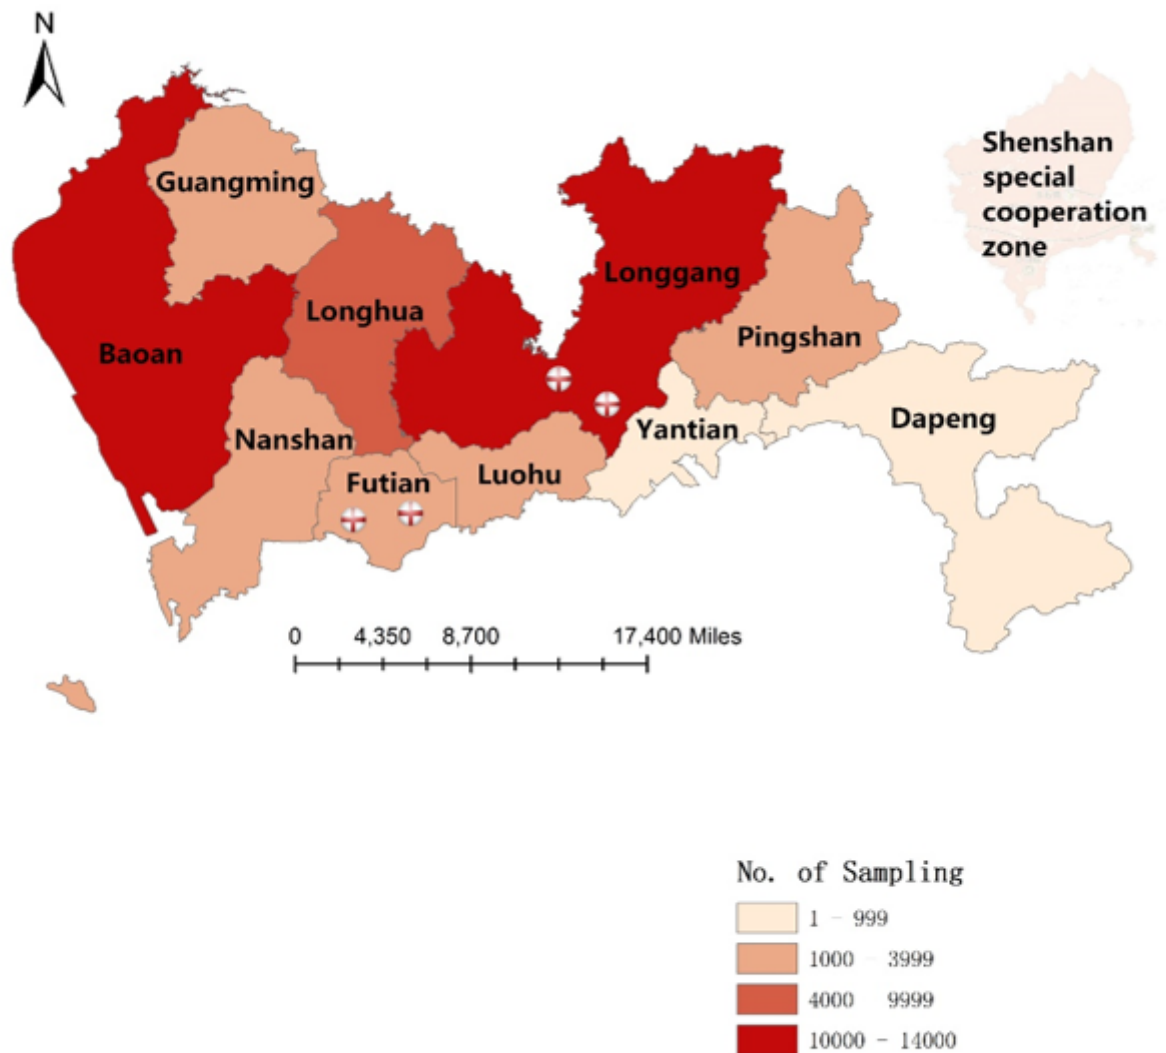 N
Shenshan
special
cooperation
zone
Guangming
Longgang
Longhua
Pingshan
Baoan
Dapeng
Yantian
Nanshan
Luohu
Futian
0 4,350 8,700 17,400 Miles
No. of Sampling
1 - 999
1000 - 3999
4000 9999
10000 - 14000